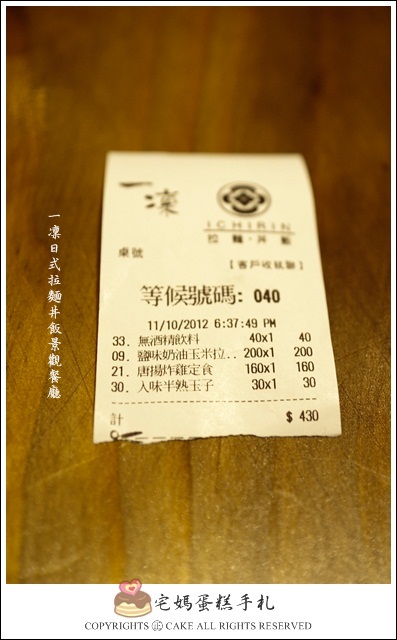 一凜
ICHIRIN
拉麵・丼飯
桌號
【客戶收執聯】
等候號碼: 040
11/10/2012 6:37:49 PM
33. 無酒精飲料 40x1 40
09. 鹽味奶油玉米拉.. 200x1 200
21. 唐揚炸雞定食 160x1 160
30. 入味半熟玉子 30x1 30
計 $ 430
一凜日式拉麵丼飯景觀餐廳
宅媽蛋糕手札
COPYRIGHTS 正 CAKE ALL RIGHTS RESERVED